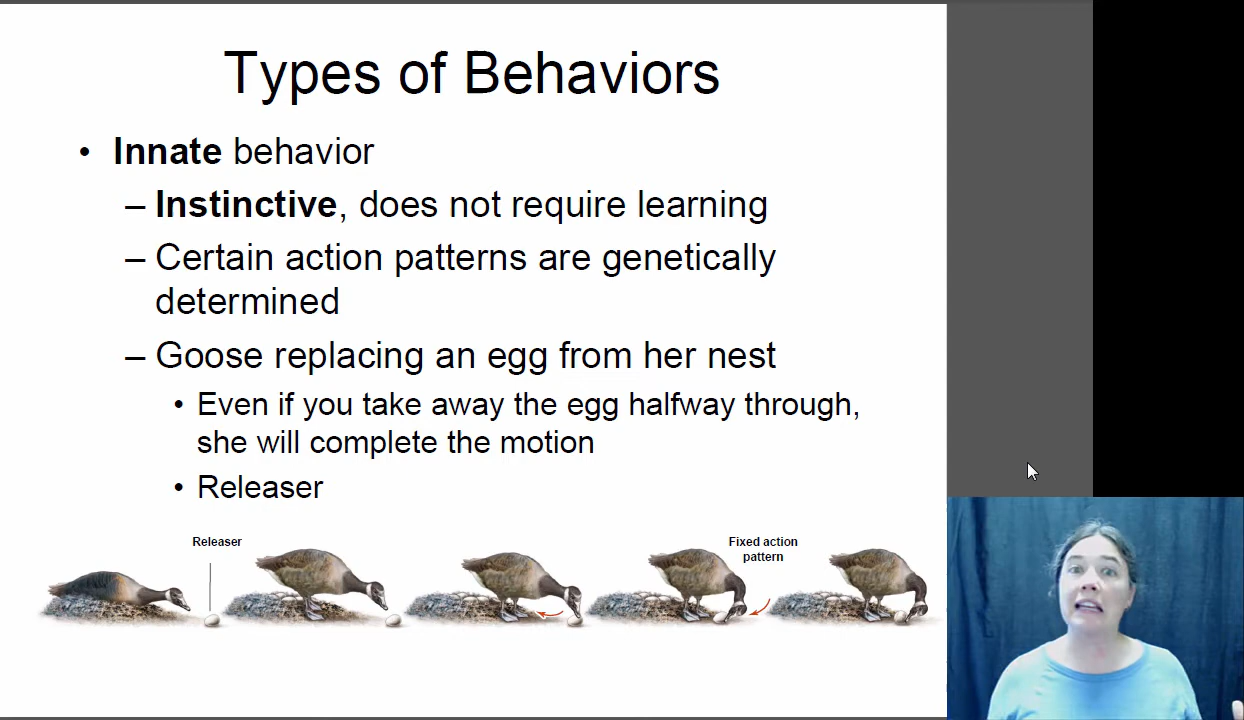 Types of Behaviors
• Innate behavior
– Instinctive, does not require learning
– Certain action patterns are genetically
determined
– Goose replacing an egg from her nest
• Even if you take away the egg halfway through,
she will complete the motion
• Releaser
Releaser
Fixed action
pattern